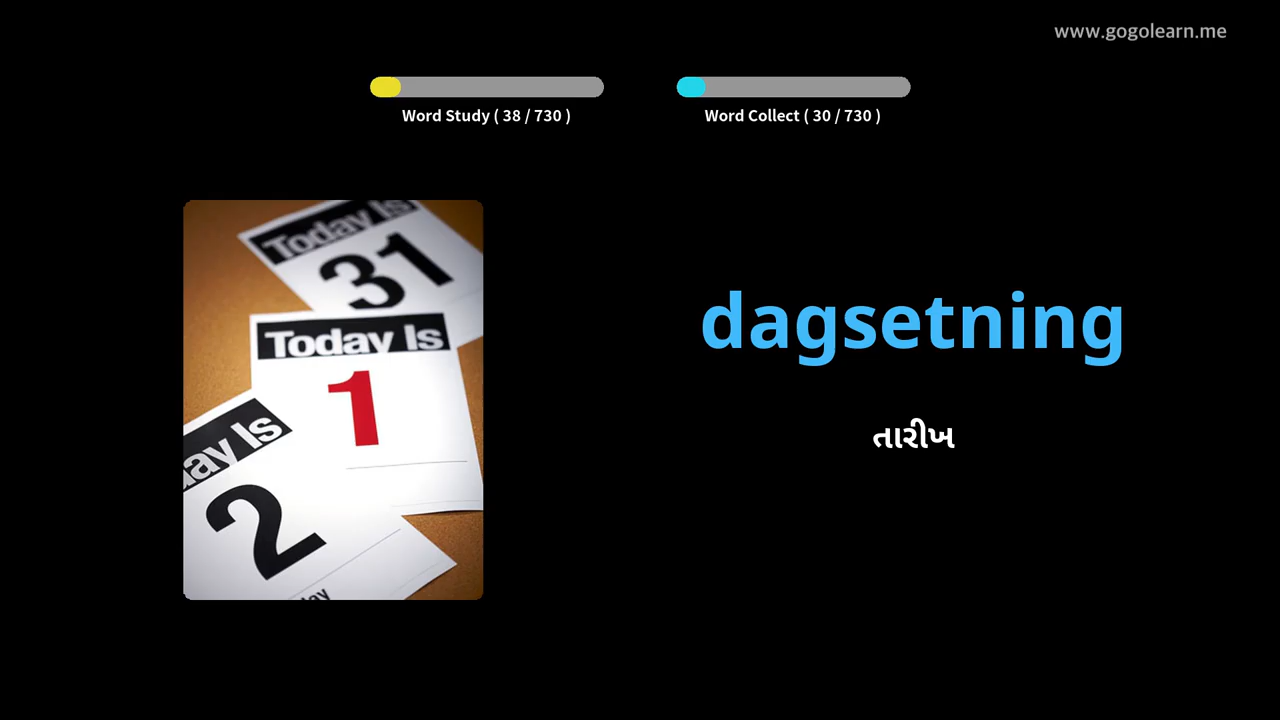 www.gogolearn.me
Word Study ( 38 / 730 )
Word Collect ( 30 / 730 )
Today Is
31
Today Is
1
day Is
2
day
dagsetning
તારીખ